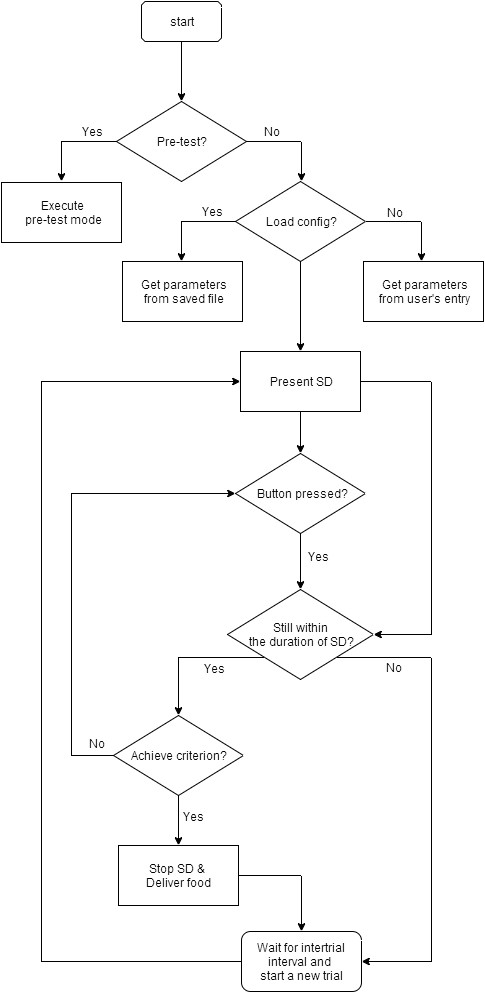 start
Pre-test?
Yes
No
Execute
pre-test mode
Load config?
Yes
No
Get parameters
from saved file
Get parameters
from user's entry
Present SD
Button pressed?
Yes
Still within
the duration of SD?
Yes
No
Achieve criterion?
No
Yes
Stop SD &
Deliver food
Wait for intertrial
interval and
start a new trial